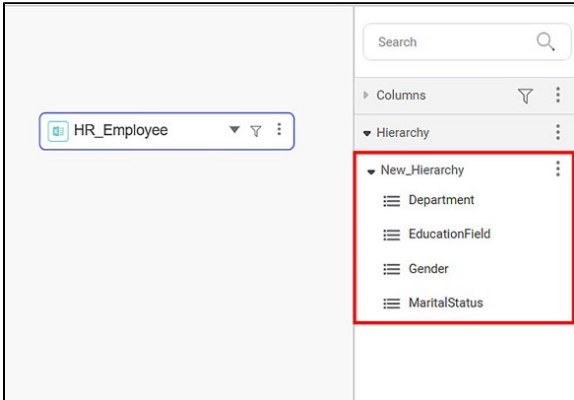 Search
Columns
HR_Employee
Hierarchy
New_Hierarchy
Department
EducationField
Gender
MaritalStatus